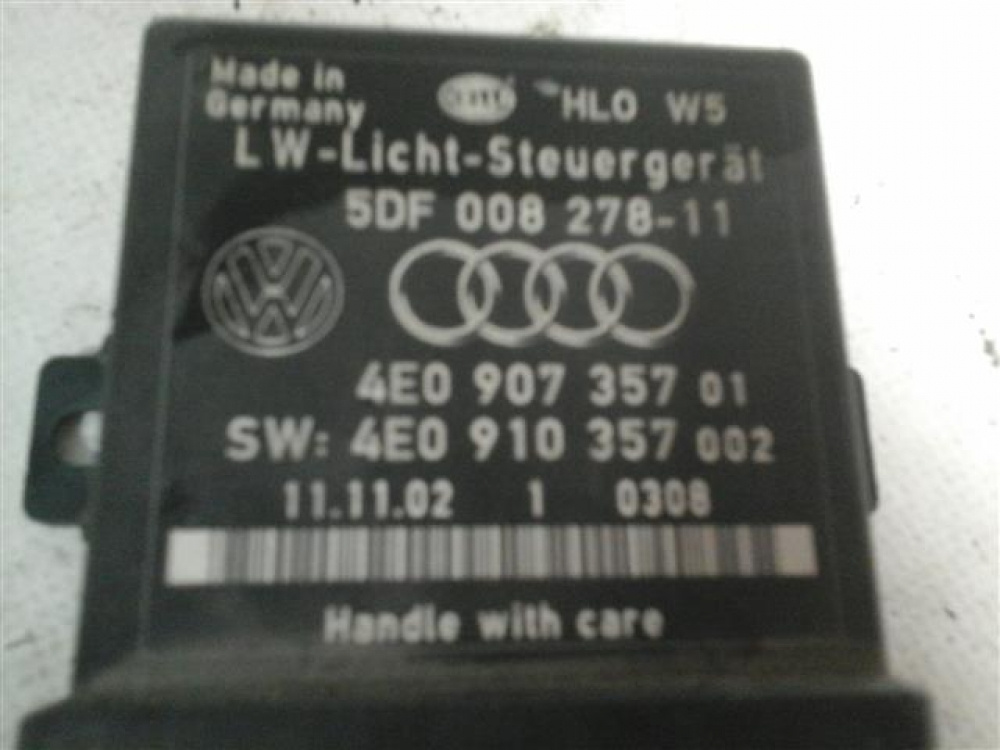 Made in HLO W5
Germany
LW-Licht-Steuergerät
5DF 008 278-11
4E0 907 357 01
SW: 4E0 910 357 002
11.11.02 1 0308
Handle with care